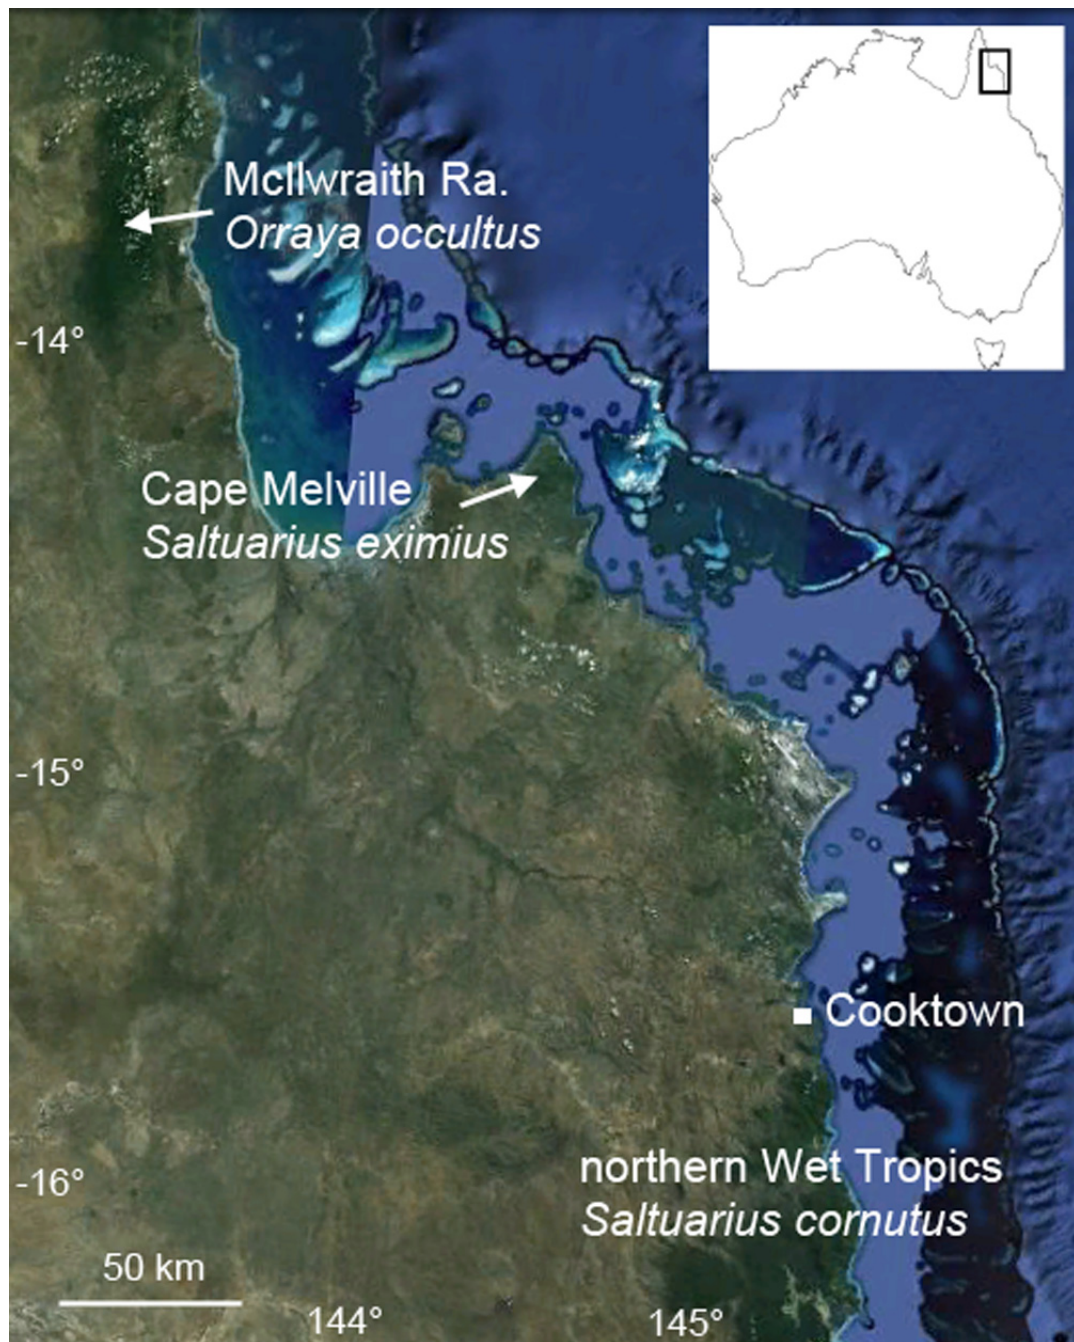 McIlwraith Ra.
Orraya occultus
-14°
Cape Melville
Saltuarius eximius
-15°
Cooktown
northern Wet Tropics
Saltuarius cornutus
-16°
50 km
144°
145°